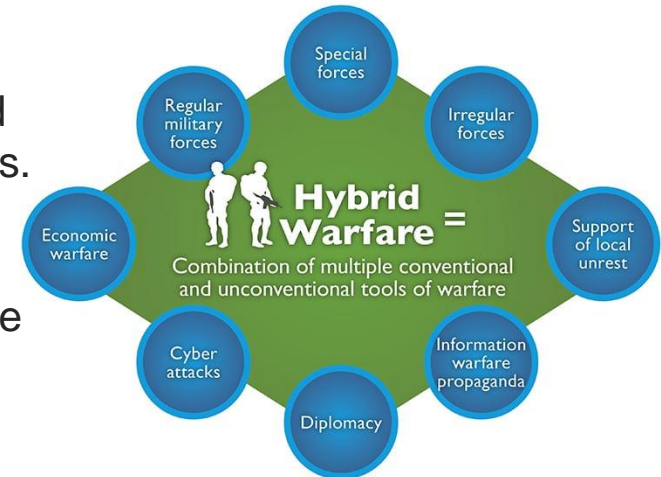 Special
forces
Regular
military
forces
Irregular
forces
s.
Hybrid
Warfare =
Economic
warfare
Support
of local
unrest
Combination of multiple conventional
and unconventional tools of warfare
e
Cyber
attacks
Information
warfare
propaganda
Diplomacy